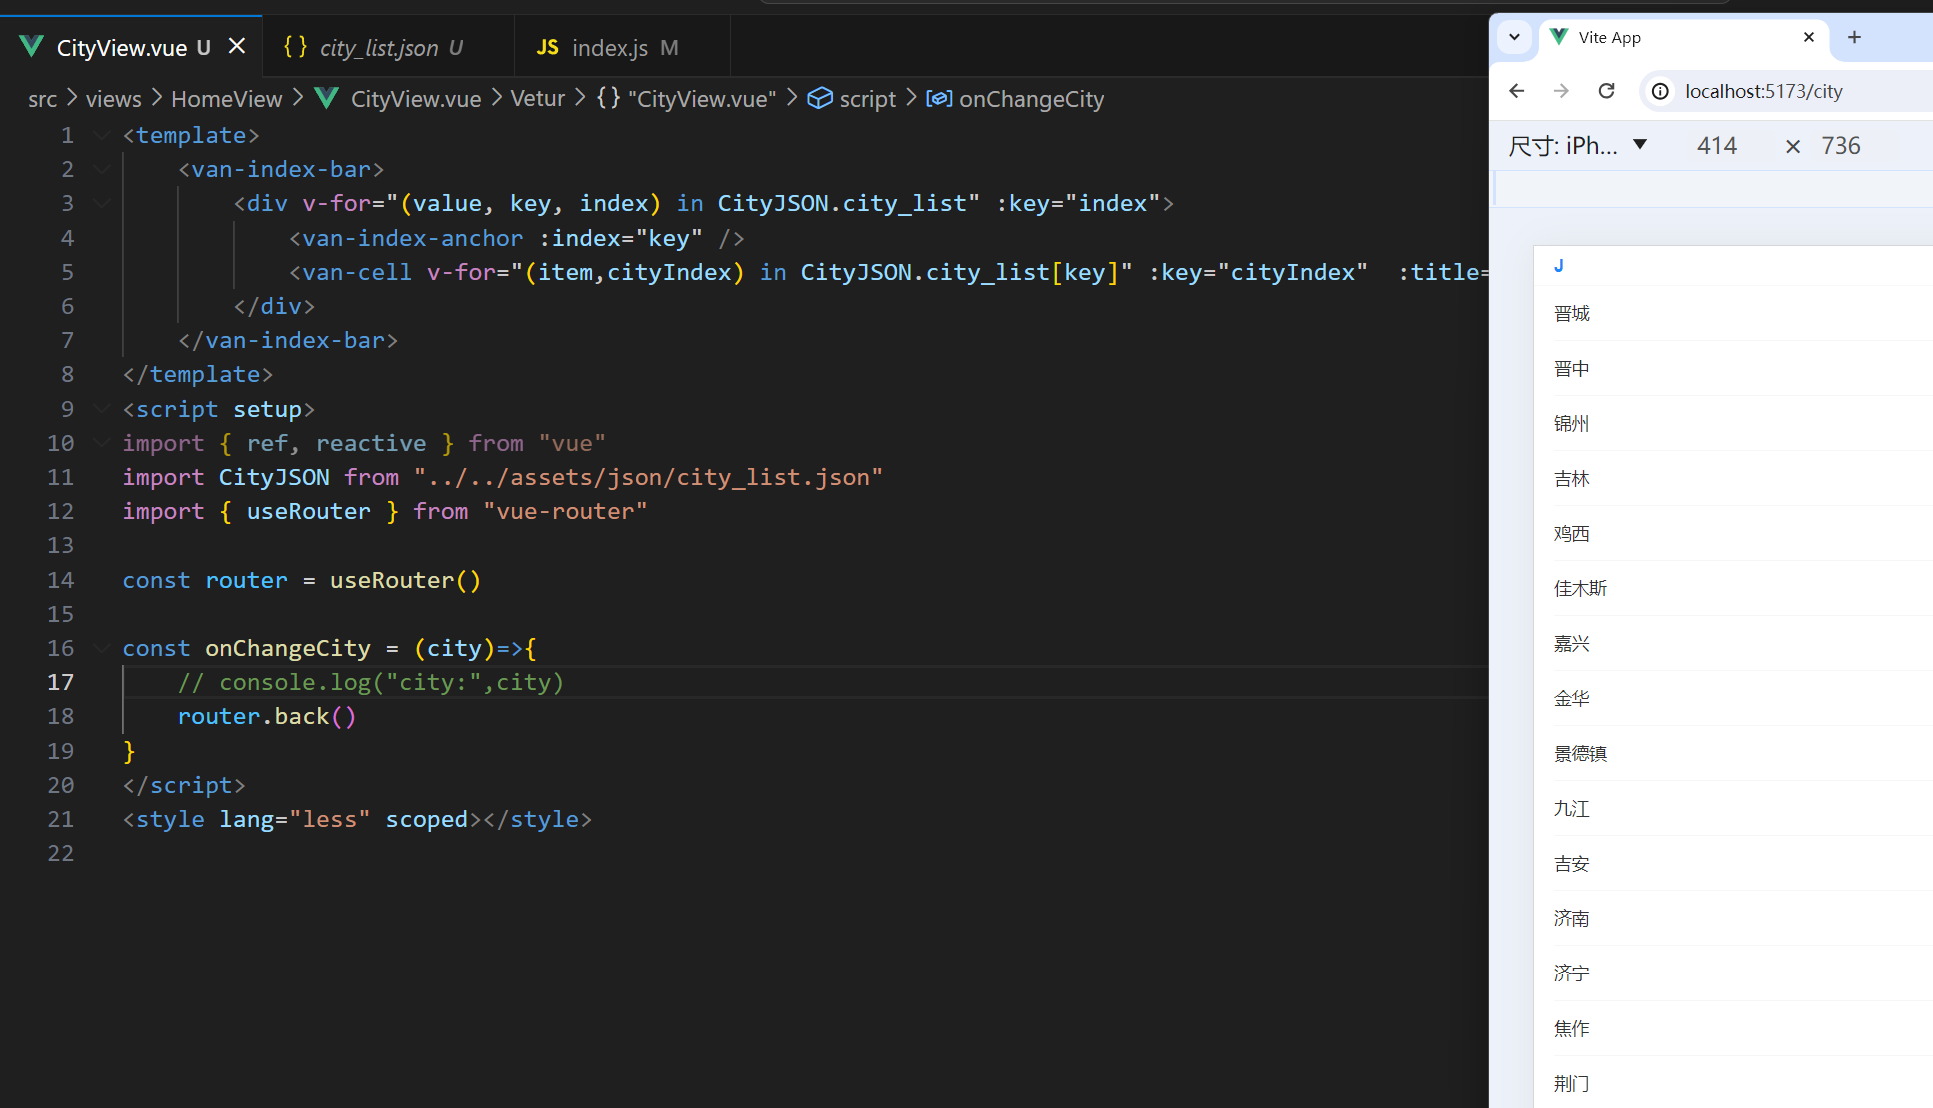 CityView.vue U
city_list.json U
JS index.js M
src > views > HomeView > CityView.vue > Vetur > {} "CityView.vue" > script > onChangeCity
1 <template>
2 <van-index-bar>
3 <div v-for="(value, key, index) in CityJSON.city_list" :key="index">
4 <van-index-anchor :index="key" />
5 <van-cell v-for="(item,cityIndex) in CityJSON.city_list[key]" :key="cityIndex"  :title=
6 </div>
7 </van-index-bar>
8 </template>
9 <script setup>
10 import { ref, reactive } from "vue"
11 import CityJSON from "../../assets/json/city_list.json"
12 import { useRouter } from "vue-router"
13
14 const router = useRouter()
15
16 const onChangeCity = (city)=>{
17 // console.log("city:",city)
18 router.back()
19 }
20 </script>
21 <style lang="less" scoped></style>
22
Vite App
localhost:5173/city
尺寸: iPh... 414 × 736
J
晋城
晋中
锦州
吉林
鸡西
佳木斯
嘉兴
金华
景德镇
九江
吉安
济南
济宁
焦作
荆门